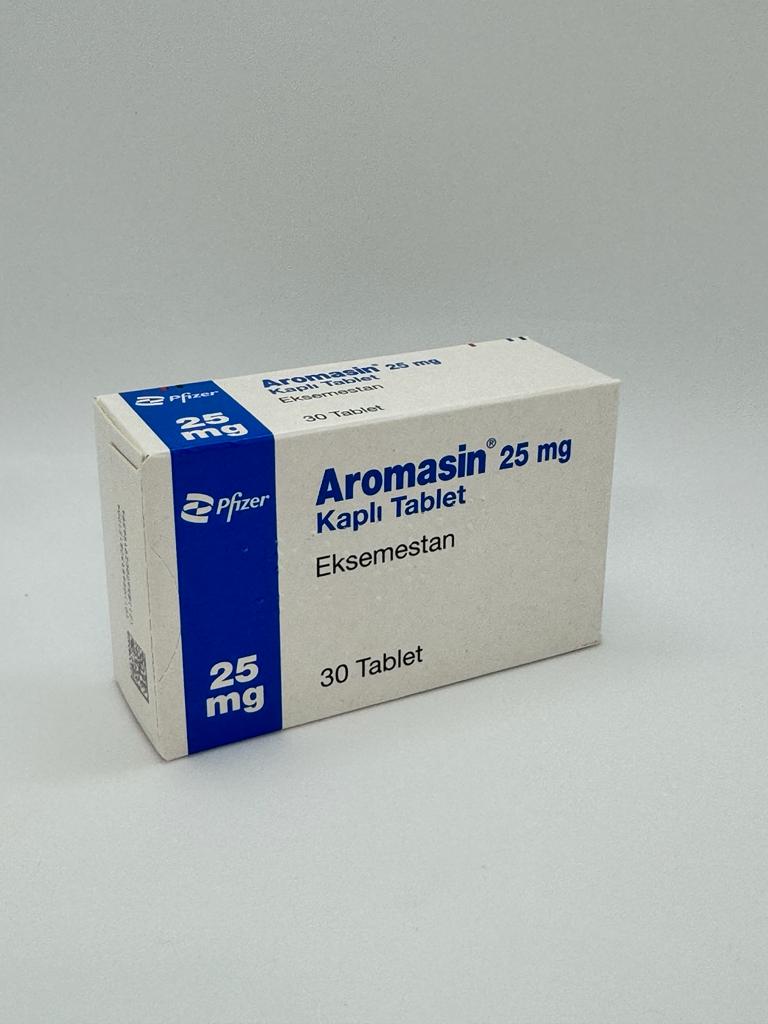 Pfizer
25
mg
Aromasin® 25 mg
Kaplı Tablet
Eksemestan
30 Tablet
Pfizer
25
mg
Aromasin® 25 mg
Kaplı Tablet
Eksemestan
30 Tablet